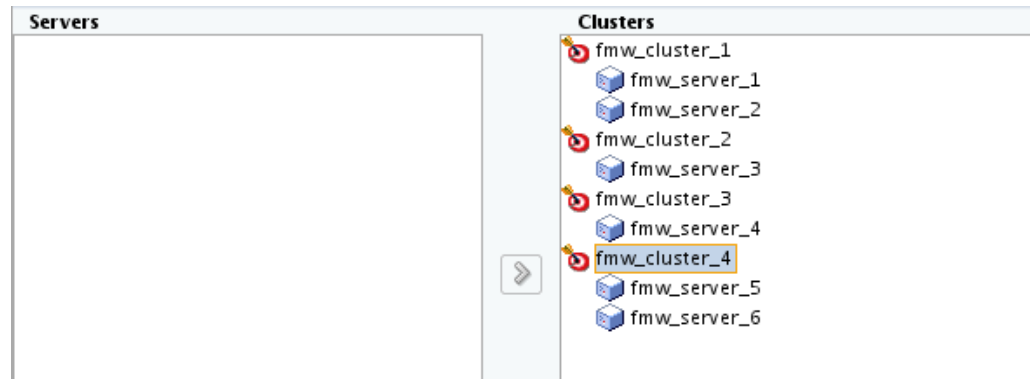 Servers
Clusters
fmw_cluster_1
fmw_server_1
fmw_server_2
fmw_cluster_2
fmw_server_3
fmw_cluster_3
fmw_server_4
fmw_cluster_4
fmw_server_5
fmw_server_6